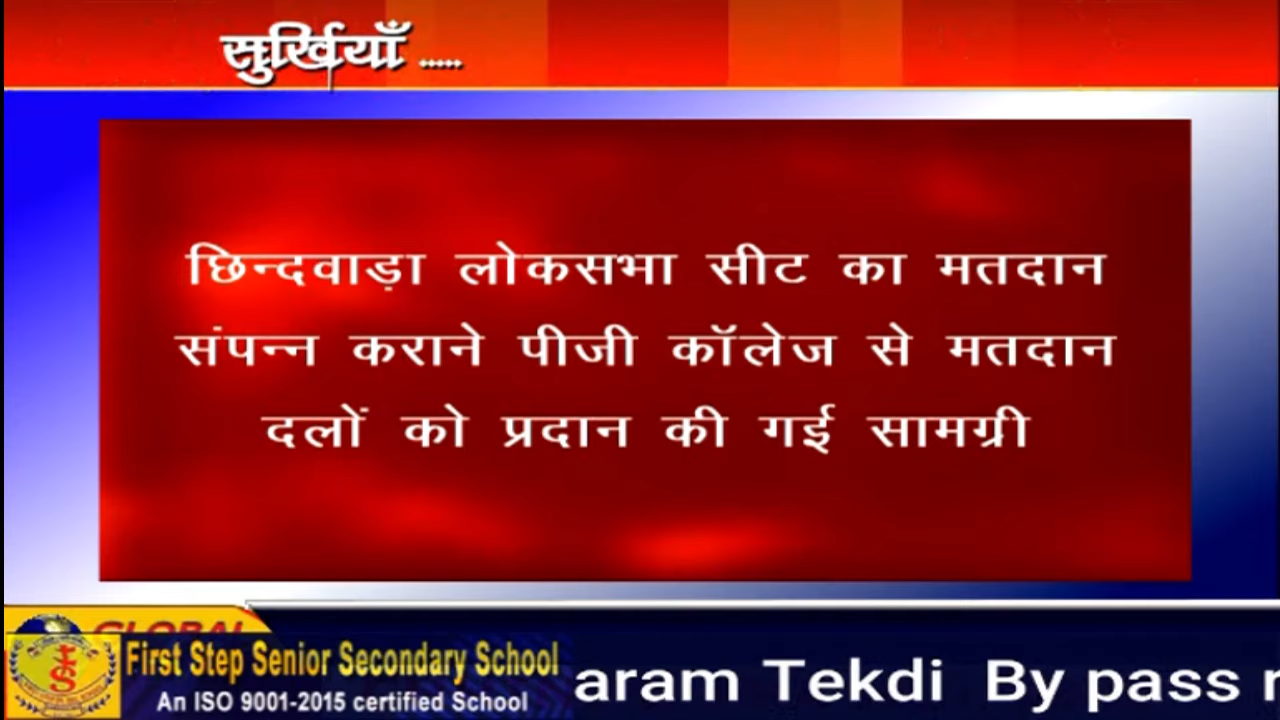 सुर्खियाँ .....
छिन्दवाड़ा लोकसभा सीट का मतदान
संपन्न कराने पीजी कॉलेज से मतदान
दलों को प्रदान की गई सामग्री
GLOBAL
First Step Senior Secondary School
An ISO 9001-2015 certified School
aram Tekdi By pass